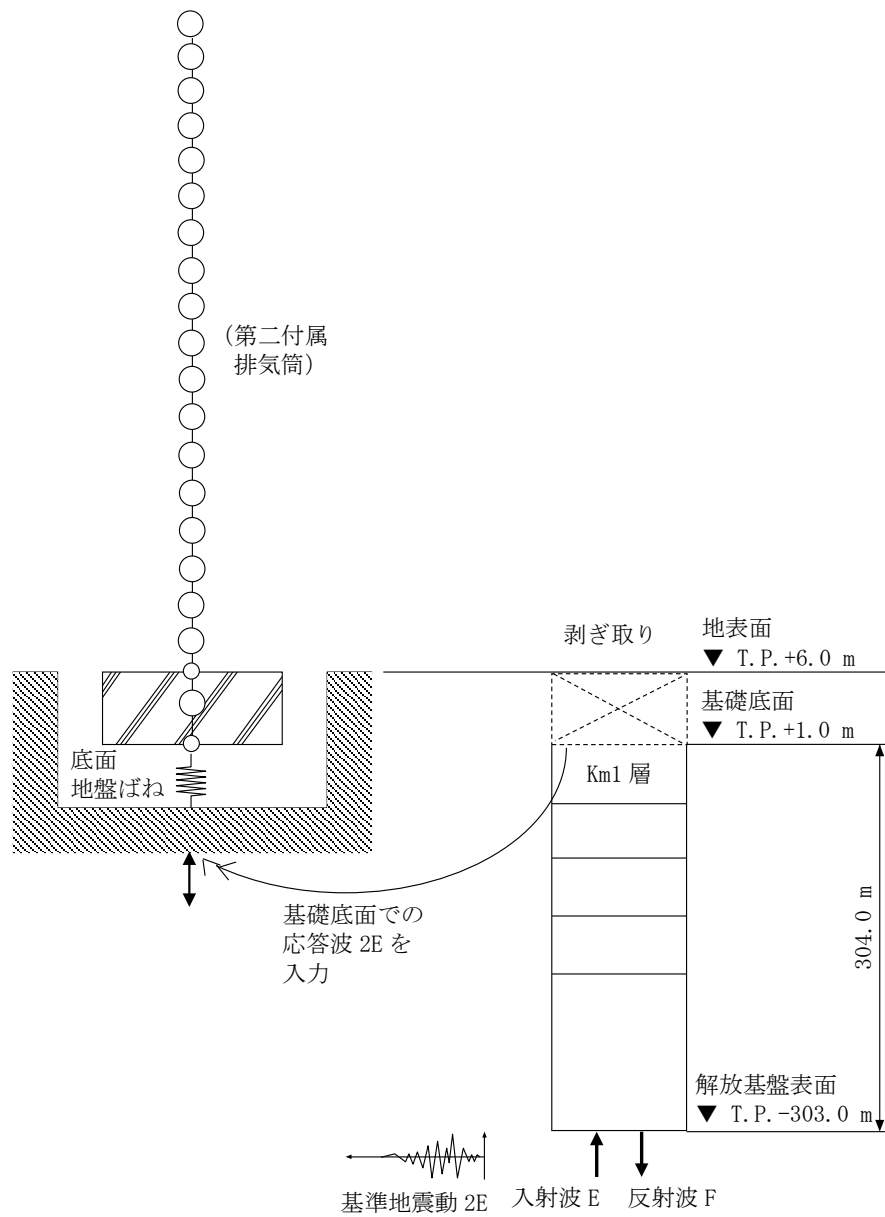 (第二付属
排気筒)
剥ぎ取り
地表面
▼ T.P.+6.0 m
基礎底面
▼ T.P.+1.0 m
底面
地盤ばね
Km1 層
基礎底面での
応答波 2E を
入力
304.0 m
解放基盤表面
▼ T.P.-303.0 m
基準地震動 2E
入射波 E
反射波 F